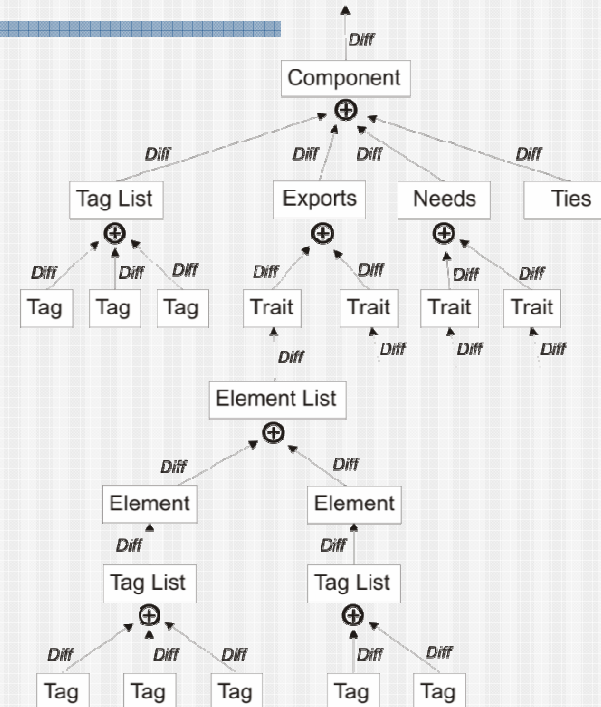 Diff
Component
Diff Diff Diff Diff
Tag List Exports Needs Ties
Diff Diff Diff Diff Diff Diff Diff
Tag Tag Tag Trait Trait Trait Trait
Diff Diff Diff Diff
Element List
Diff Diff
Element Element
Diff Diff
Tag List Tag List
Diff Diff Diff Diff Diff
Tag Tag Tag Tag Tag